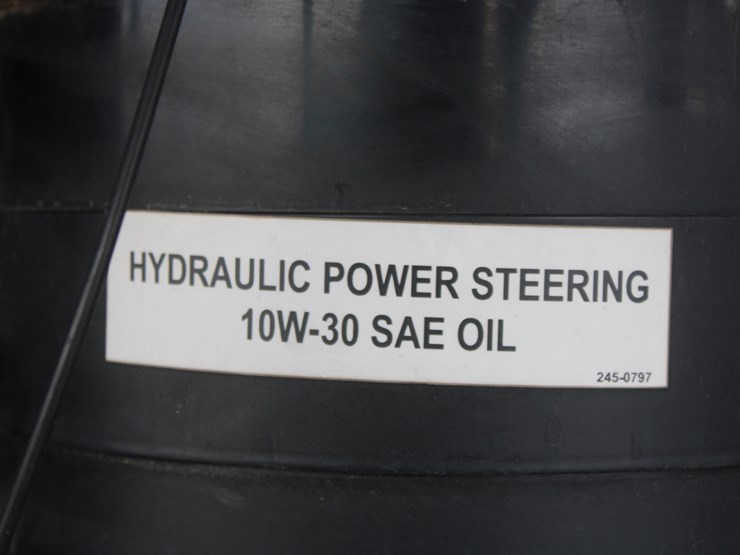 HYDRAULIC POWER STEERING
10W-30 SAE OIL
245-0797